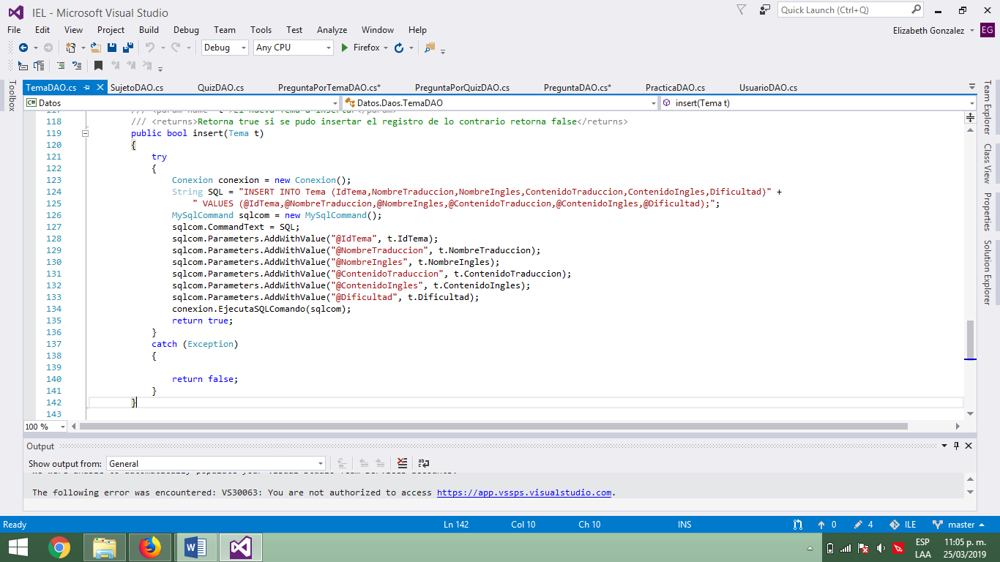 IEL - Microsoft Visual Studio
Quick Launch (Ctrl+Q)
File Edit View Project Build Debug Team Tools Test Analyze Window Help
Elizabeth Gonzalez EG
Debug Any CPU Firefox
Toolbox
TemaDAO.cs SujetoDAO.cs QuizDAO.cs PreguntaPorTemaDAO.cs* PreguntaPorQuizDAO.cs PreguntaDAO.cs* PracticaDAO.cs UsuarioDAO.cs
C# Datos Datos.Daos.TemaDAO insert(Tema t)
118 /// <returns>Retorna true si se pudo insertar el registro de lo contrario retorna false</returns>
119 public bool insert(Tema t)
120 {
121 try
122 {
123 Conexion conexion = new Conexion();
124 String SQL = "INSERT INTO Tema (IdTema,NombreTraduccion,NombreIngles,ContenidoTraduccion,ContenidoIngles,Dificultad)" +
125 " VALUES (@IdTema,@NombreTraduccion,@NombreIngles,@ContenidoTraduccion,@ContenidoIngles,@Dificultad);";
126 MySqlCommand sqlcom = new MySqlCommand();
127 sqlcom.CommandText = SQL;
128 sqlcom.Parameters.AddWithValue("@IdTema", t.IdTema);
129 sqlcom.Parameters.AddWithValue("@NombreTraduccion", t.NombreTraduccion);
130 sqlcom.Parameters.AddWithValue("@NombreIngles", t.NombreIngles);
131 sqlcom.Parameters.AddWithValue("@ContenidoTraduccion", t.ContenidoTraduccion);
132 sqlcom.Parameters.AddWithValue("@ContenidoIngles", t.ContenidoIngles);
133 sqlcom.Parameters.AddWithValue("@Dificultad", t.Dificultad);
134 conexion.EjecutaSQLComando(sqlcom);
135 return true;
136 }
137 catch (Exception)
138 {
139
140 return false;
141 }
142 }
143
Team Explorer
Class View
Properties
Solution Explorer
100 %
Output
Show output from: General
The following error was encountered: VS30063: You are not authorized to access https://app.vssps.visualstudio.com.
Ready Ln 142 Col 10 Ch 10 INS 0 4 ILE master
ESP 11:05 p. m.
LAA 25/03/2019